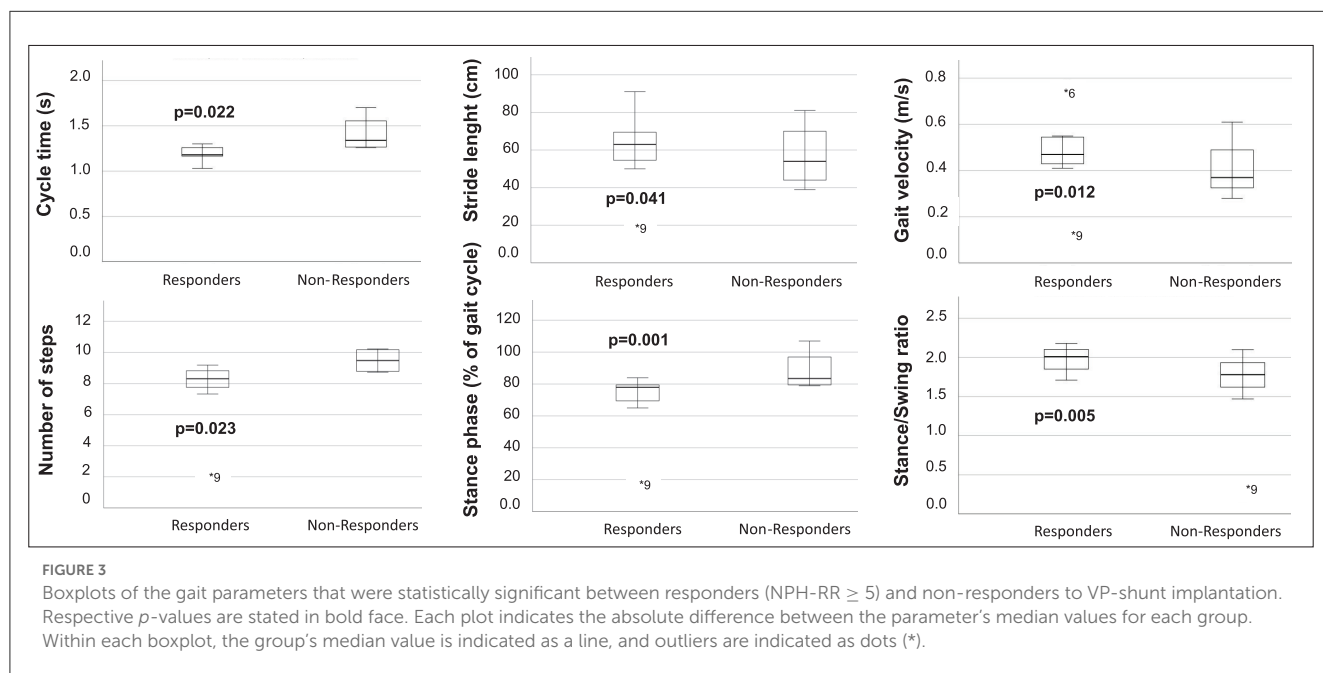 Cycle time (s)
2.0
1.5
1.0
0.5
0.0
p=0.022
Responders
Non-Responders
Stride lenght (cm)
100
80
60
40
20
0.0
p=0.041
*9
Responders
Non-Responders
Gait velocity (m/s)
0.8
0.6
0.4
0.2
0.0
*6
p=0.012
*9
Responders
Non-Responders
Number of steps
12
10
8
6
4
2
0
p=0.023
*9
Responders
Non-Responders
Stance phase (% of gait cycle)
120
100
80
60
40
20
0.0
p=0.001
*9
Responders
Non-Responders
Stance/Swing ratio
2.5
2.0
1.5
1.0
0.5
0.0
p=0.005
*9
Responders
Non-Responders
FIGURE 3
Boxplots of the gait parameters that were statistically significant between responders (NPH-RR ≥ 5) and non-responders to VP-shunt implantation.
Respective p-values are stated in bold face. Each plot indicates the absolute difference between the parameter's median values for each group.
Within each boxplot, the group's median value is indicated as a line, and outliers are indicated as dots (*).